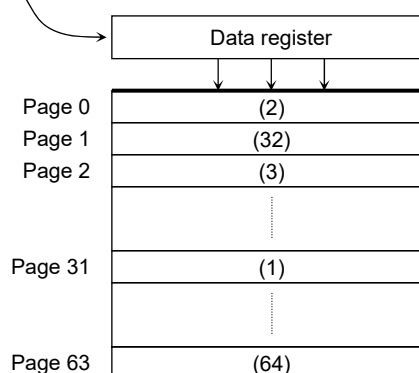 Data register
Page 0 (2)
Page 1 (32)
Page 2 (3)
Page 31 (1)
Page 63 (64)